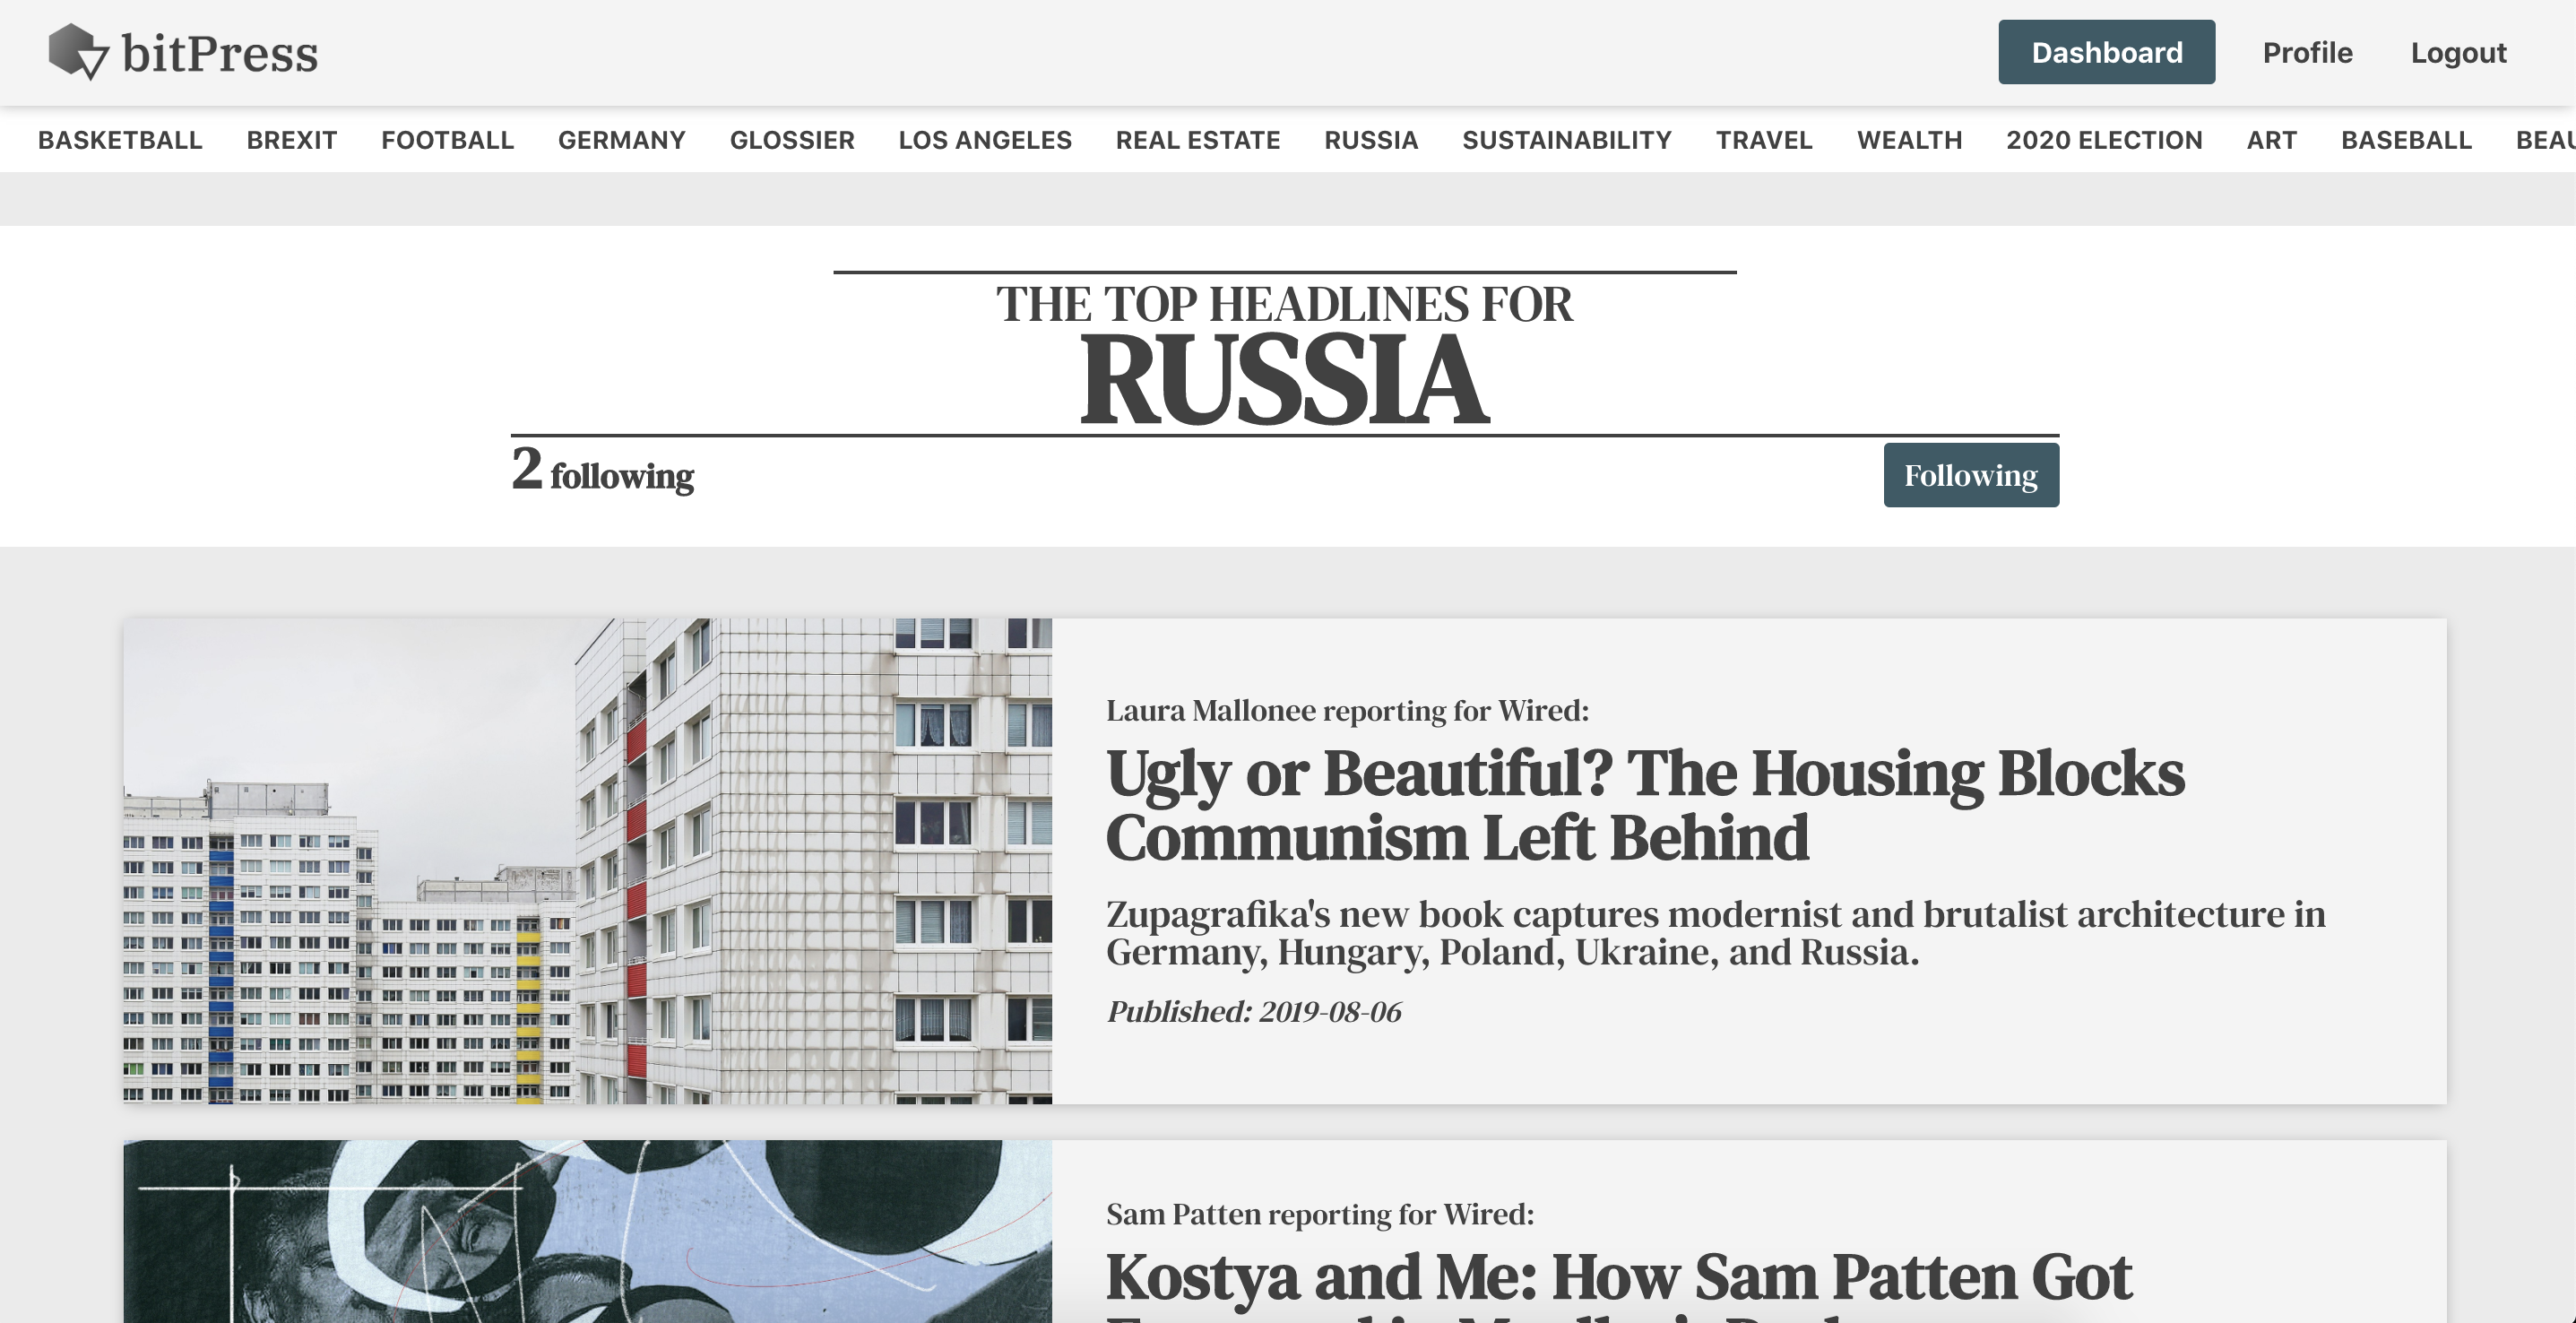 bitPress
Dashboard Profile Logout
BASKETBALL BREXIT FOOTBALL GERMANY GLOSSIER LOS ANGELES REAL ESTATE RUSSIA SUSTAINABILITY TRAVEL WEALTH 2020 ELECTION ART BASEBALL
THE TOP HEADLINES FOR
RUSSIA
2 following
Following
Laura Mallonee reporting for Wired:
Ugly or Beautiful? The Housing Blocks
Communism Left Behind
Zupagrafika's new book captures modernist and brutalist architecture in
Germany, Hungary, Poland, Ukraine, and Russia.
Published: 2019-08-06
Sam Patten reporting for Wired:
Kostya and Me: How Sam Patten Got